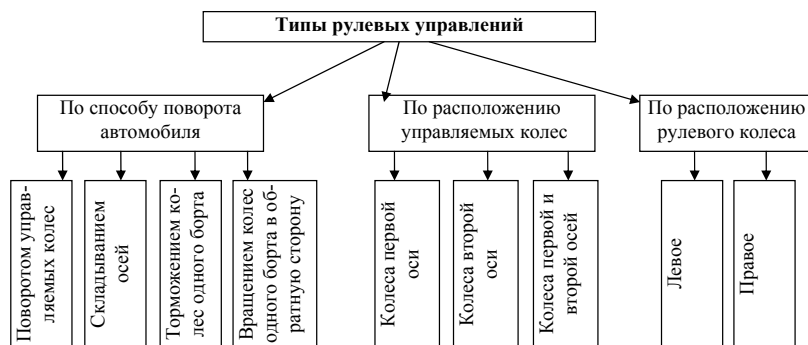 Типы рулевых управлений
По способу поворота
автомобиля
По расположению
управляемых колес
По расположению
рулевого колеса
Поворотом управ-
ляемых колес
Складыванием
осей
Торможением ко-
лес одного борта
Вращением колес
одного борта в об-
ратную сторону
Колеса первой
оси
Колеса второй
оси
Колеса первой и
второй осей
Левое
Правое